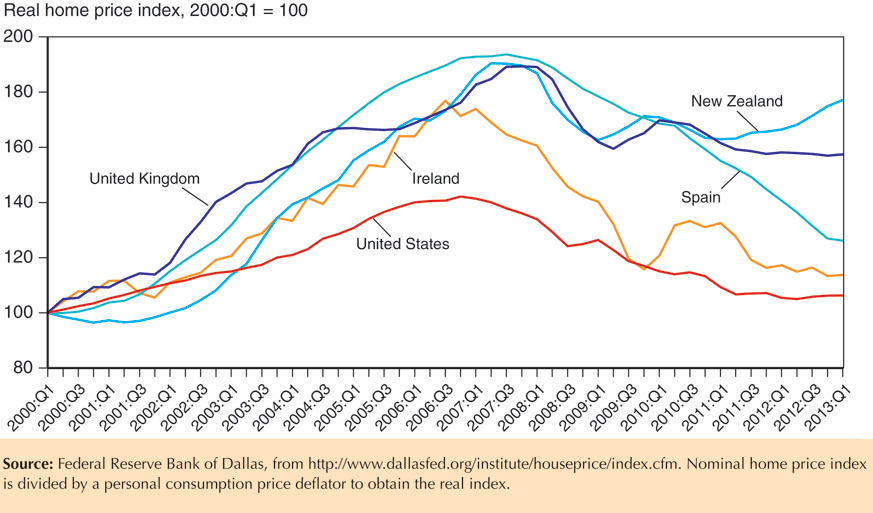 Real home price index, 2000:Q1 = 100
200
180
160
140
120
100
80
New Zealand
United Kingdom
Ireland
Spain
United States
2000:Q1
2000:Q3
2001:Q1
2001:Q3
2002:Q1
2002:Q3
2003:Q1
2003:Q3
2004:Q1
2004:Q3
2005:Q1
2005:Q3
2006:Q1
2006:Q3
2007:Q1
2007:Q3
2008:Q1
2008:Q3
2009:Q1
2009:Q3
2010:Q1
2010:Q3
2011:Q1
2011:Q3
2012:Q1
2012:Q3
2013:Q1
Source: Federal Reserve Bank of Dallas, from http://www.dallasfed.org/institute/houseprice/index.cfm. Nominal home price index
is divided by a personal consumption price deflator to obtain the real index.